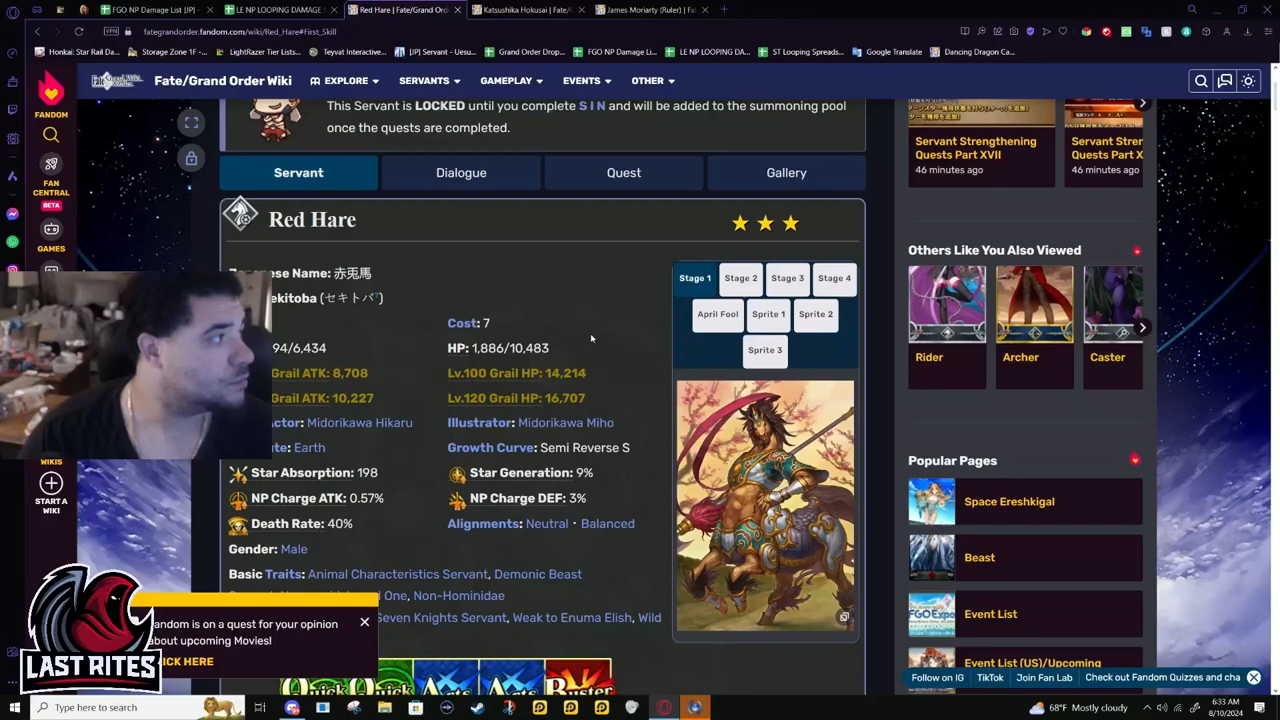 FGO NP Damage List [JP] -
LE NP LOOPING DAMAGE
Red Hare | Fate/Grand Ord
Katsushika Hokusai | Fate/
James Moriarty (Ruler) | Fa
VPN
fategrandorder.fandom.com/wiki/Red_Hare#First_Skill
Honkai: Star Rail Da...
Storage Zone 1F -...
LightRazer Tier Lists...
Teyvat Interactive...
[JP] Servant - Uesu...
Grand Order Drop...
FGO NP Damage Li...
LE NP LOOPING DA...
ST Looping Spreads...
Google Translate
Dancing Dragon Ca...
FANDOM
FAN CENTRAL
BETA
GAMES
WIKIS
START A WIKI
Fate/Grand Order Wiki
EXPLORE
SERVANTS
GAMEPLAY
EVENTS
OTHER
This Servant is LOCKED until you complete S I N and will be added to the summoning pool
once the quests are completed.
Servant
Dialogue
Quest
Gallery
Red Hare
Japanese Name: 赤兎馬
ekitoba (セキトバ?)
Cost: 7
94/6,434
HP: 1,886/10,483
Grail ATK: 8,708
Lv.100 Grail HP: 14,214
Grail ATK: 10,227
Lv.120 Grail HP: 16,707
Actor: Midorikawa Hikaru
Illustrator: Midorikawa Miho
te: Earth
Growth Curve: Semi Reverse S
Star Absorption: 198
Star Generation: 9%
NP Charge ATK: 0.57%
NP Charge DEF: 3%
Death Rate: 40%
Alignments: Neutral・Balanced
Gender: Male
Basic Traits: Animal Characteristics Servant, Demonic Beast
One, Non-Hominidae
Seven Knights Servant, Weak to Enuma Elish, Wild
Quick Quick Arts Arts Buster
Stage 1
Stage 2
Stage 3
Stage 4
April Fool
Sprite 1
Sprite 2
Sprite 3
Servant Strengthening
Quests Part XVII
46 minutes ago
Servant Stren
Quests Part X
46 minutes ago
Others Like You Also Viewed
Rider
Archer
Caster
Popular Pages
Space Ereshkigal
Beast
Event List
Event List (US)/Upcoming
andom is on a quest for your opinion
about upcoming Movies!
ICK HERE
LAST RITES
Follow on IG
TikTok
Join Fan Lab
Check out Fandom Quizzes and cha
Type here to search
68°F Mostly cloudy
6:33 AM
8/10/2024